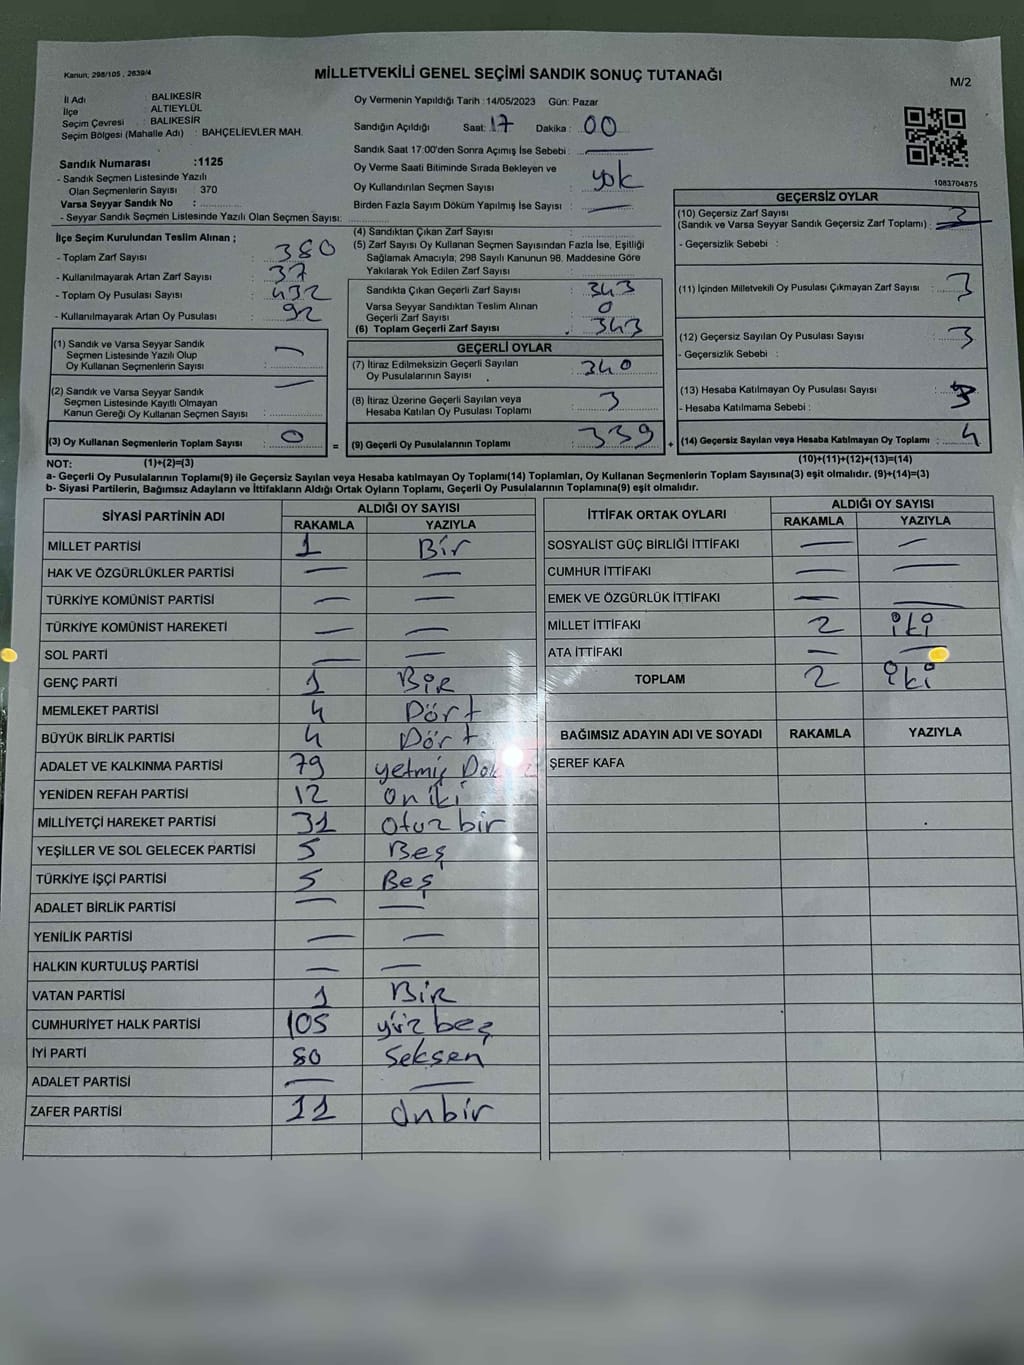 Kanun; 298/105 , 2839/4
MİLLETVEKİLİ GENEL SEÇİMİ SANDIK SONUÇ TUTANAĞI
M/2
İl Adı : BALIKESİR
İlçe : ALTIEYLÜL
Seçim Çevresi : BALIKESİR
Seçim Bölgesi (Mahalle Adı) : BAHÇELİEVLER MAH.
Sandık Numarası :1125
- Sandık Seçmen Listesinde Yazılı
Olan Seçmenlerin Sayısı 370
Varsa Seyyar Sandık No :
- Seyyar Sandık Seçmen Listesinde Yazılı Olan Seçmen Sayısı:
Oy Vermenin Yapıldığı Tarih : 14/05/2023 Gün: Pazar
Sandığın Açıldığı Saat: 17 Dakika : 00
Sandık Saat 17:00'den Sonra Açımış İse Sebebi :
Oy Verme Saati Bitiminde Sırada Bekleyen ve
Oy Kullandırılan Seçmen Sayısı : yok
Birden Fazla Sayım Döküm Yapılmış İse Sayısı :
1083704875
İlçe Seçim Kurulundan Teslim Alınan ;
- Toplam Zarf Sayısı : 380
- Kullanılmayarak Artan Zarf Sayısı : 37
- Toplam Oy Pusulası Sayısı : 432
- Kullanılmayarak Artan Oy Pusulası : 92
(1) Sandık ve Varsa Seyyar Sandık
Seçmen Listesinde Yazılı Olup
Oy Kullanan Seçmenlerin Sayısı :
(2) Sandık ve Varsa Seyyar Sandık
Seçmen Listesinde Kayıtlı Olmayan
Kanun Gereği Oy Kullanan Seçmen Sayısı :
(3) Oy Kullanan Seçmenlerin Toplam Sayısı : 0
(4) Sandıktan Çıkan Zarf Sayısı :
(5) Zarf Sayısı Oy Kullanan Seçmen Sayısından Fazla İse, Eşitliği
Sağlamak Amacıyla; 298 Sayılı Kanunun 98. Maddesine Göre
Yakılarak Yok Edilen Zarf Sayısı :
Sandıkta Çıkan Geçerli Zarf Sayısı : 343
Varsa Seyyar Sandıktan Teslim Alınan
Geçerli Zarf Sayısı : 0
(6) Toplam Geçerli Zarf Sayısı : 343
GEÇERLİ OYLAR
(7) İtiraz Edilmeksizin Geçerli Sayılan
Oy Pusulalarının Sayısı : 340
(8) İtiraz Üzerine Geçerli Sayılan veya
Hesaba Katılan Oy Pusulası Toplamı : 3
= (9) Geçerli Oy Pusulalarının Toplamı : 339 +
GEÇERSİZ OYLAR
(10) Geçersiz Zarf Sayısı
(Sandık ve Varsa Seyyar Sandık Geçersiz Zarf Toplamı) :
- Geçersizlik Sebebi :
(11) İçinden Milletvekili Oy Pusulası Çıkmayan Zarf Sayısı : 3
(12) Geçersiz Sayılan Oy Pusulası Sayısı : 3
- Geçersizlik Sebebi :
(13) Hesaba Katılmayan Oy Pusulası Sayısı :
- Hesaba Katılmama Sebebi :
(14) Geçersiz Sayılan veya Hesaba Katılmayan Oy Toplamı : 4
NOT: (1)+(2)=(3)
(10)+(11)+(12)+(13)=(14)
a- Geçerli Oy Pusulalarının Toplamı(9) ile Geçersiz Sayılan veya Hesaba katılmayan Oy Toplamı(14) Toplamları, Oy Kullanan Seçmenlerin Toplam Sayısına(3) eşit olmalıdır. (9)+(14)=(3)
b- Siyasi Partilerin, Bağımsız Adayların ve İttifakların Aldığı Ortak Oyların Toplamı, Geçerli Oy Pusulalarının Toplamına(9) eşit olmalıdır.
SİYASİ PARTİNİN ADI
ALDIĞI OY SAYISI
RAKAMLA YAZIYLA
MİLLET PARTİSİ 1 Bir
HAK VE ÖZGÜRLÜKLER PARTİSİ
TÜRKİYE KOMÜNİST PARTİSİ
TÜRKİYE KOMÜNİST HAREKETİ
SOL PARTİ
GENÇ PARTİ 1 BİR
MEMLEKET PARTİSİ 4 Dört
BÜYÜK BİRLİK PARTİSİ 4 Dört
ADALET VE KALKINMA PARTİSİ 79 yetmiş
YENİDEN REFAH PARTİSİ 12 On iki
MİLLİYETÇİ HAREKET PARTİSİ 31 Otuz bir
YEŞİLLER VE SOL GELECEK PARTİSİ 5 Beş
TÜRKİYE İŞÇİ PARTİSİ 5 Beş
ADALET BİRLİK PARTİSİ
YENİLİK PARTİSİ
HALKIN KURTULUŞ PARTİSİ
VATAN PARTİSİ 1 BİR
CUMHURİYET HALK PARTİSİ 105 yüz beş
İYİ PARTİ 80 Seksen
ADALET PARTİSİ
ZAFER PARTİSİ 11 Onbir
İTTİFAK ORTAK OYLARI
ALDIĞI OY SAYISI
RAKAMLA YAZIYLA
SOSYALİST GÜÇ BİRLİĞİ İTTİFAKI
CUMHUR İTTİFAKI
EMEK VE ÖZGÜRLÜK İTTİFAKI
MİLLET İTTİFAKI 2 iki
ATA İTTİFAKI
TOPLAM 2 iki
BAĞIMSIZ ADAYIN ADI VE SOYADI RAKAMLA YAZIYLA
ŞEREF KAFA